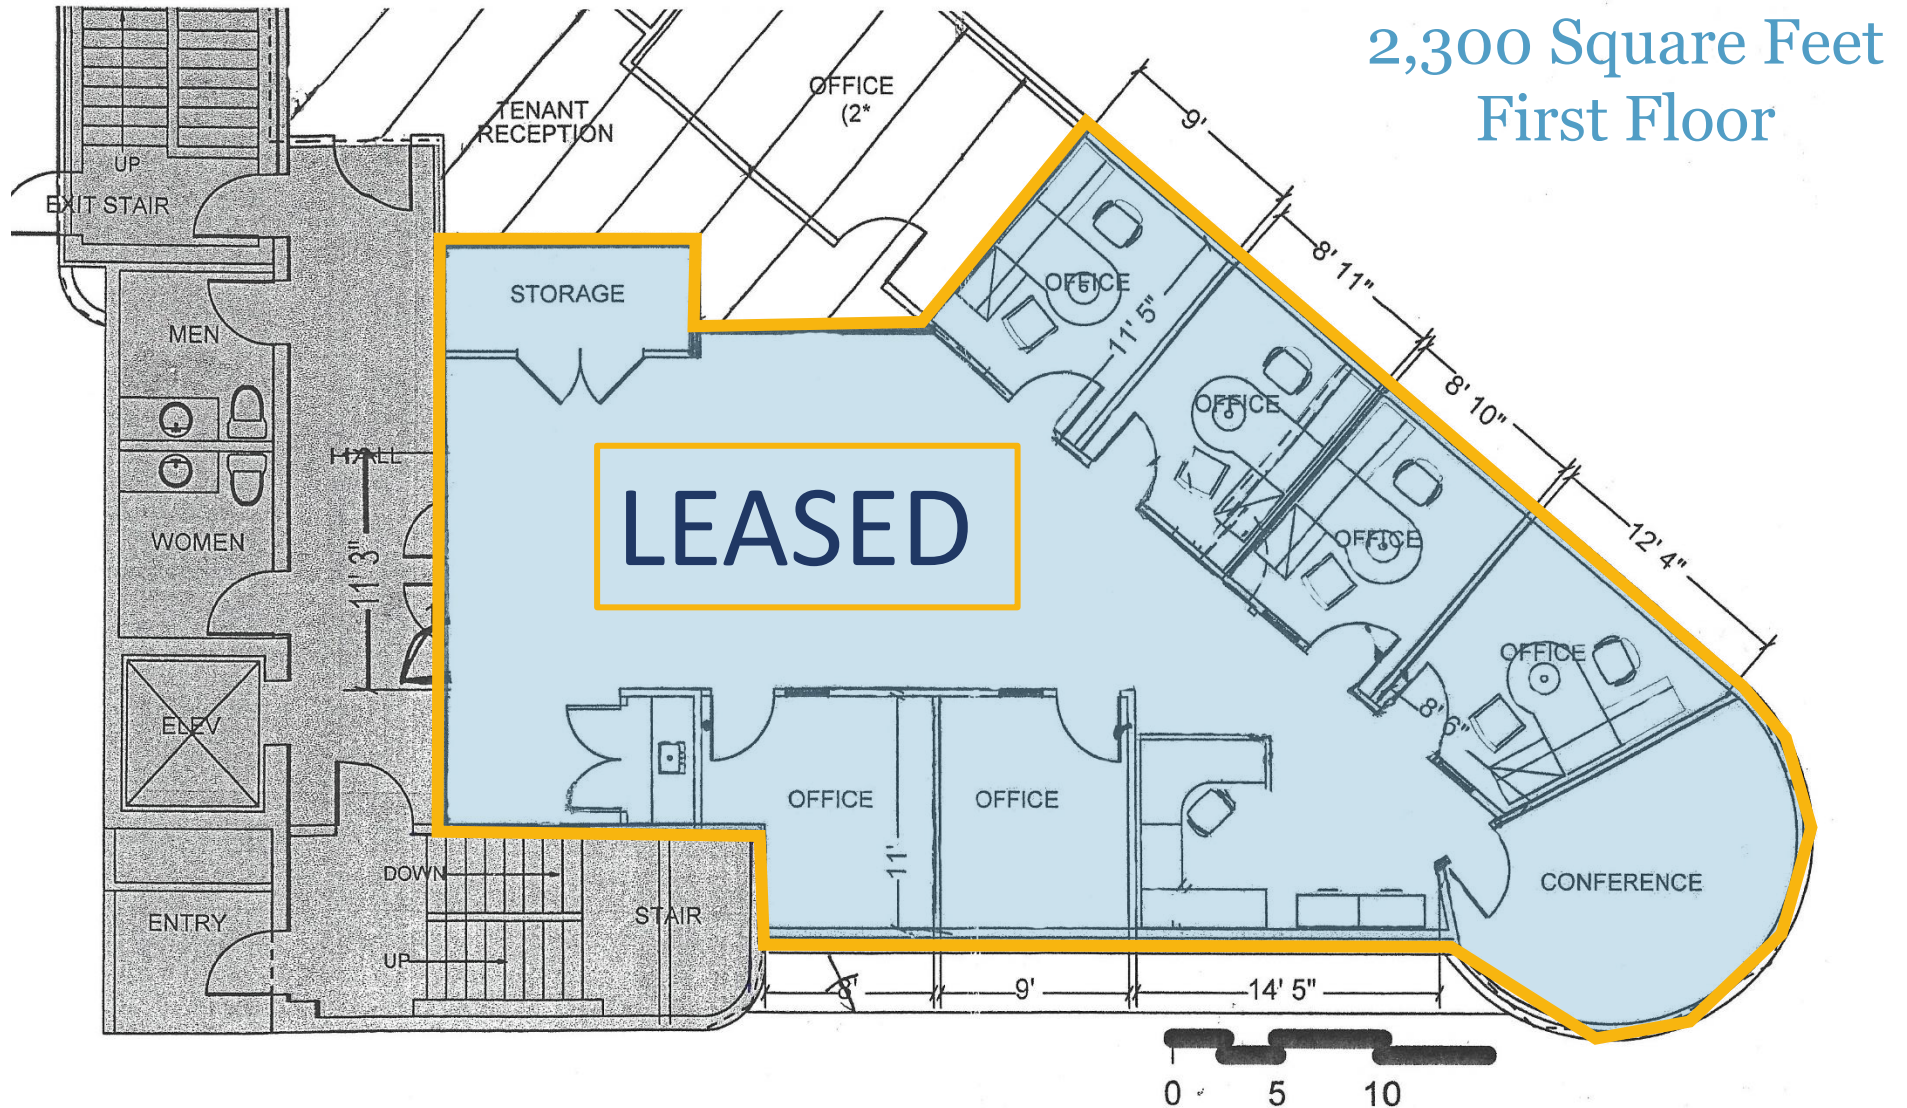 2,300 Square Feet
First Floor
OFFICE
(2*
TENANT
RECEPTION
9'
UP
EXIT STAIR
8' 11"
OFFICE
STORAGE
11' 5"
MEN
8' 10"
OFFICE
HALL
LEASED
12' 4"
WOMEN
OFFICE
11' 3"
OFFICE
8' 6"
ELEV
OFFICE
OFFICE
11'
DOWN
CONFERENCE
ENTRY
STAIR
UP
8'
9'
14' 5"
0 5 10